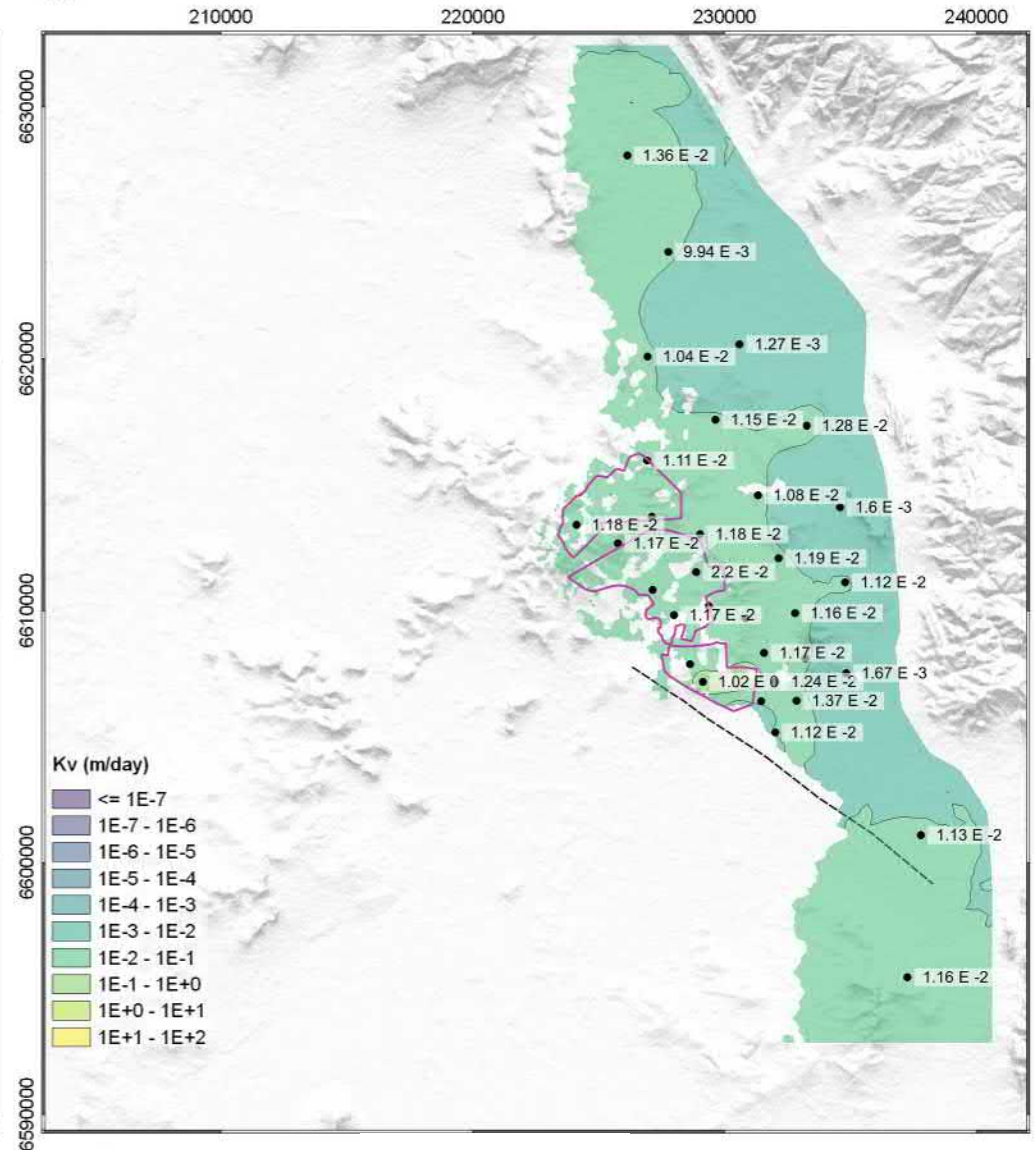 210000 220000 230000 240000
6630000
6620000
6610000
6600000
6590000
1.36 E -2
9.94 E -3
1.27 E -3
1.04 E -2
1.15 E -2
1.28 E -2
1.11 E -2
1.08 E -2
1.6 E -3
1.18 E -2
1.18 E -2
1.17 E -2
1.19 E -2
2.2 E -2
1.12 E -2
1.17 E -2
1.16 E -2
1.17 E -2
1.67 E -3
1.02 E 0
1.24 E -2
1.37 E -2
1.12 E -2
1.13 E -2
1.16 E -2
Kv (m/day)
<= 1E-7
1E-7 - 1E-6
1E-6 - 1E-5
1E-5 - 1E-4
1E-4 - 1E-3
1E-3 - 1E-2
1E-2 - 1E-1
1E-1 - 1E+0
1E+0 - 1E+1
1E+1 - 1E+2